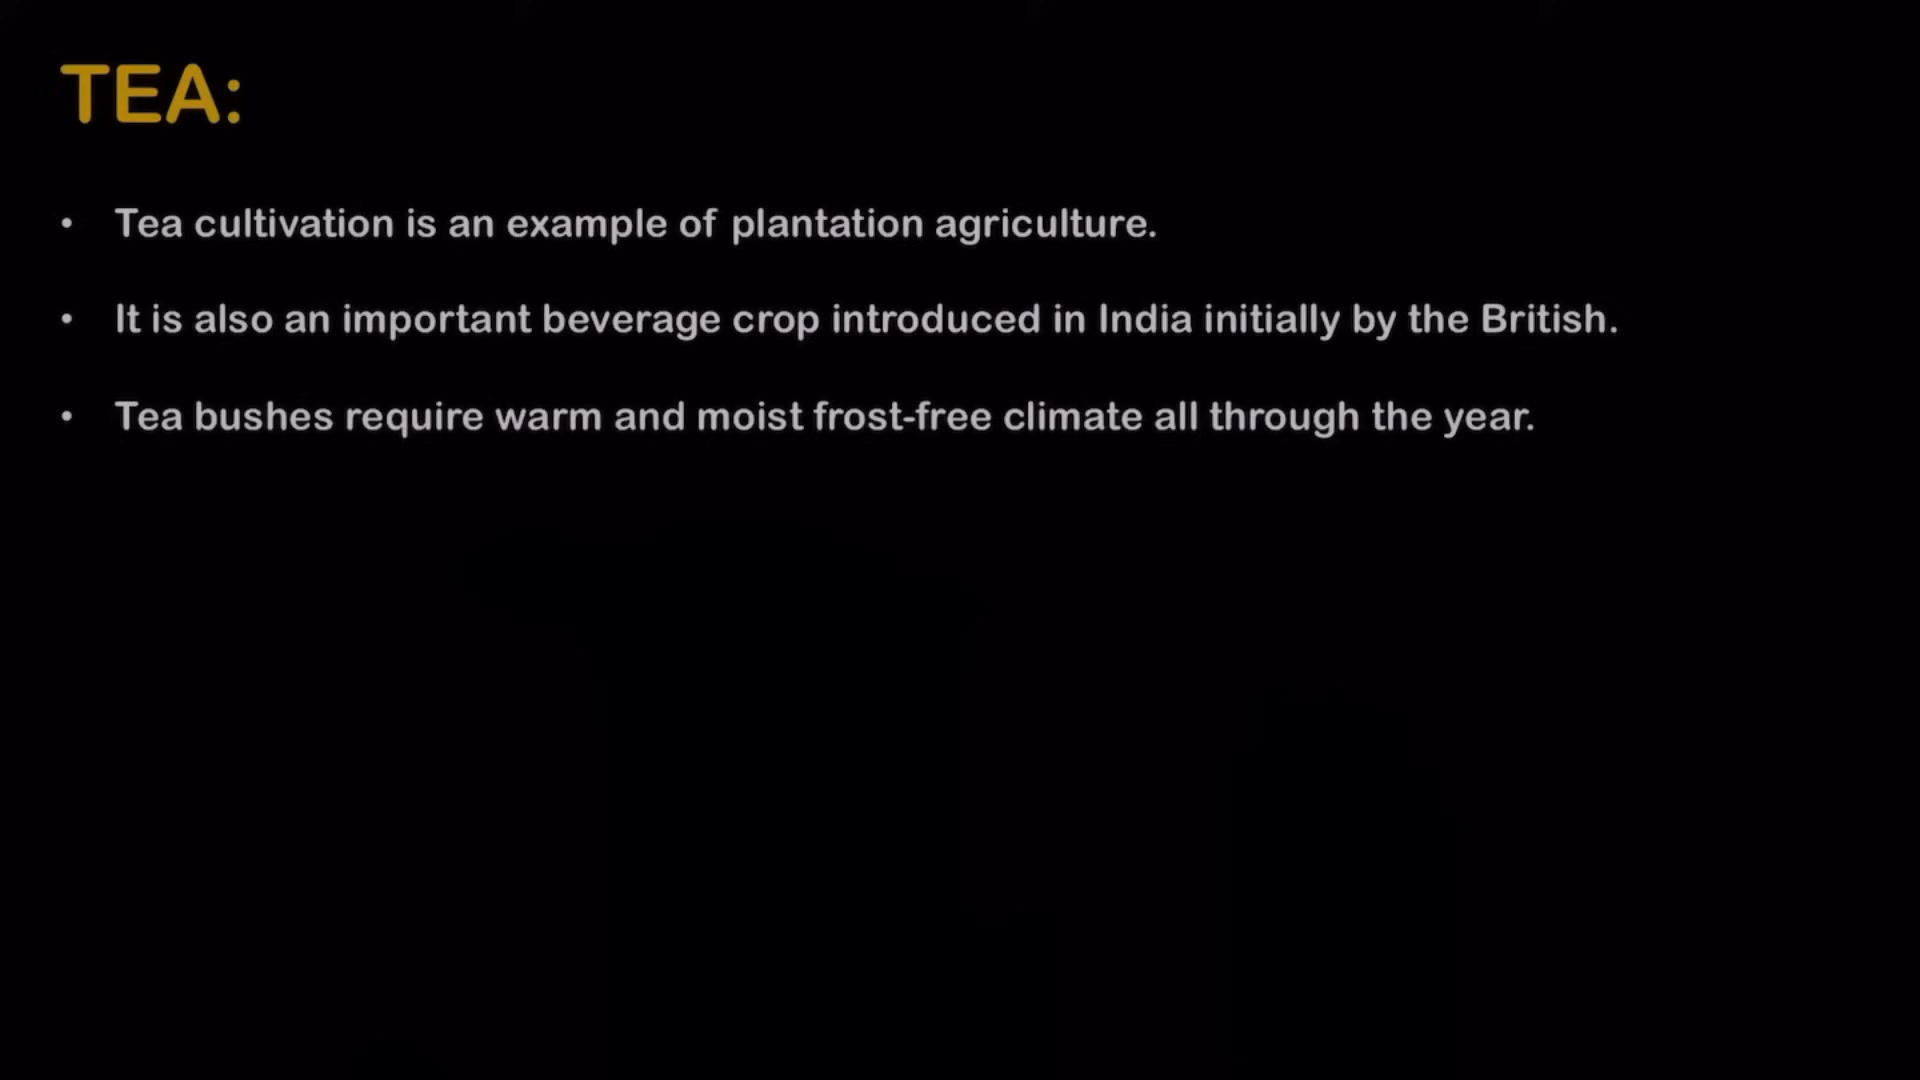 TEA:
• Tea cultivation is an example of plantation agriculture.
• It is also an important beverage crop introduced in India initially by the British.
• Tea bushes require warm and moist frost-free climate all through the year.